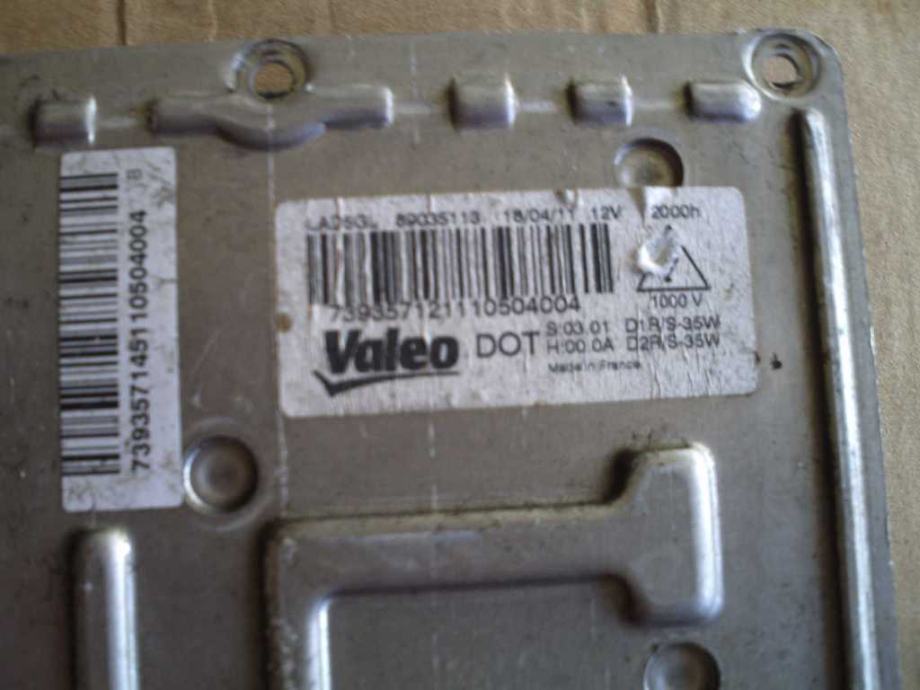 LAD5GL 89035113 18/04/11 12V 2000h
7393571211110504004
1000 V
Valeo DOT S:03.01 D1R/S-35W
H:00.0A D2R/S-35W
Made in France
7393571451110504004 B